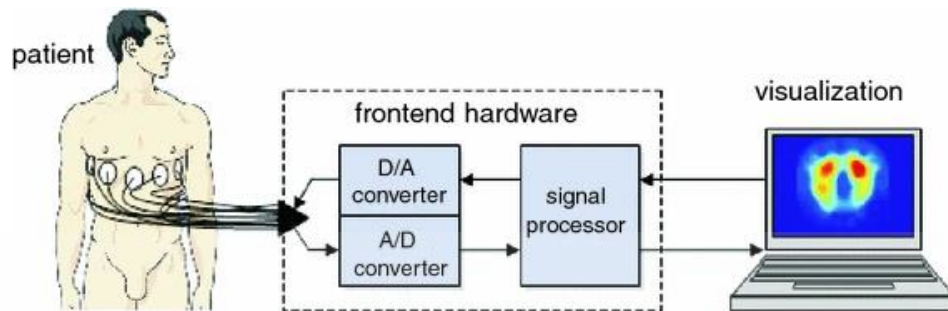 patient
frontend hardware
visualization
D/A
converter
signal
processor
A/D
converter